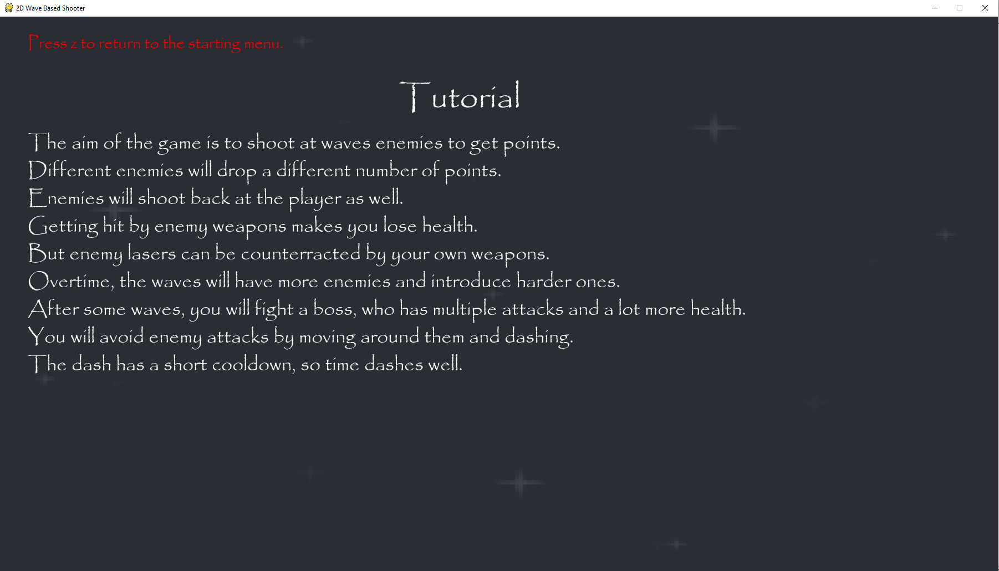 2D Wave Based Shooter
Press z to return to the starting menu.
Tutorial
The aim of the game is to shoot at waves enemies to get points.
Different enemies will drop a different number of points.
Enemies will shoot back at the player as well.
Getting hit by enemy weapons makes you lose health.
But enemy lasers can be counterracted by your own weapons.
Overtime, the waves will have more enemies and introduce harder ones.
After some waves, you will fight a boss, who has multiple attacks and a lot more health.
You will avoid enemy attacks by moving around them and dashing.
The dash has a short cooldown, so time dashes well.